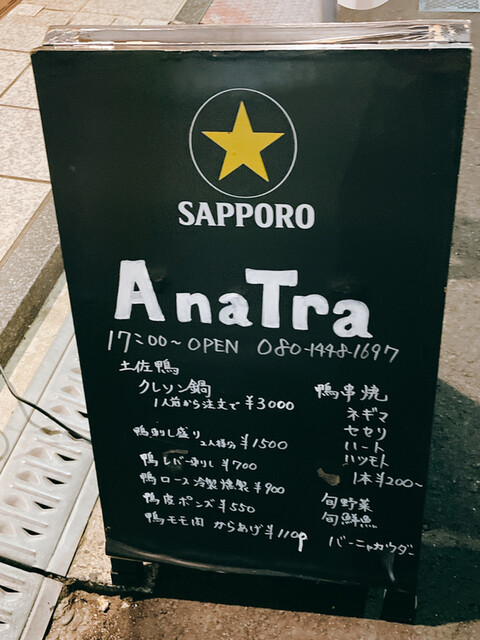 SAPPORO
AnaTra
17:00〜 OPEN 080-1448-1697
土佐鴨
クレソン鍋
1人前から注文で ¥3000
鴨刺し盛り 2人様分 ¥1500
鴨レバー刺し ¥700
鴨ロース冷製燻製 ¥900
鴨皮ポンズ ¥550
鴨モモ肉 からあげ ¥1100
鴨串焼
ネギマ
セセリ
ハート
ハツモト
1本 ¥200〜
旬野菜
旬鮮魚
バーニャカウダー